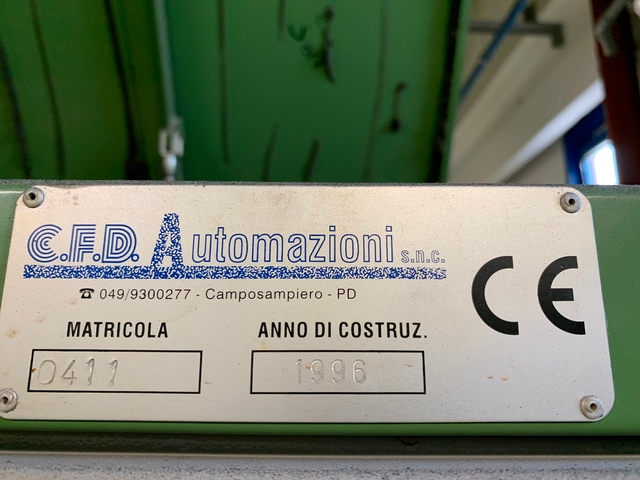 C.F.D. Automazioni s.n.c.
☎ 049/9300277 - Camposampiero - PD
MATRICOLA ANNO DI COSTRUZ.
0411 1996
CE